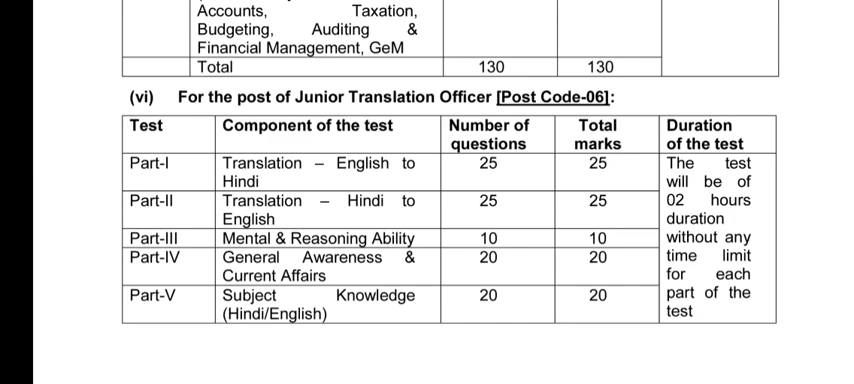 Accounts, Taxation,
Budgeting, Auditing &
Financial Management, GeM
Total 130 130
(vi) For the post of Junior Translation Officer [Post Code-06]:
Test Component of the test Number of questions Total marks Duration of the test
Part-I Translation – English to Hindi 25 25 The test will be of 02 hours duration without any time limit for each part of the test
Part-II Translation – Hindi to English 25 25
Part-III Mental & Reasoning Ability 10 10
Part-IV General Awareness & Current Affairs 20 20
Part-V Subject Knowledge (Hindi/English) 20 20